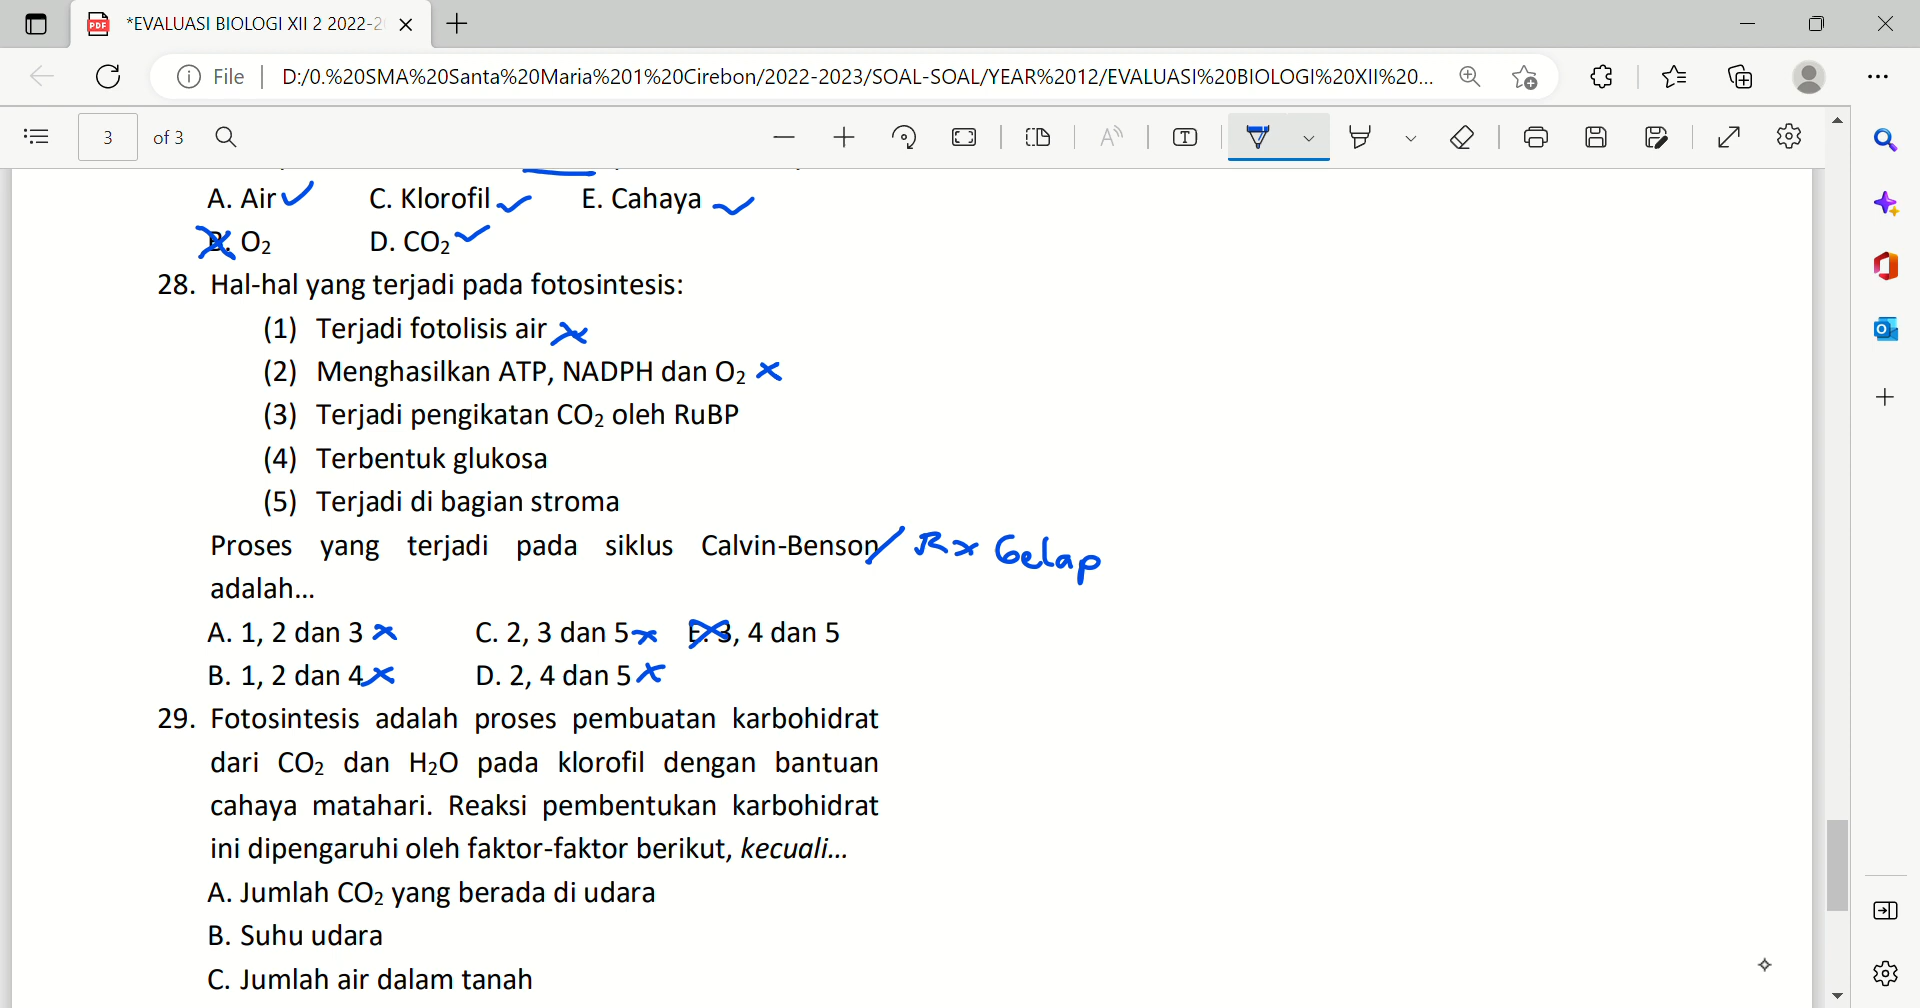 *EVALUASI BIOLOGI XII 2 2022-2
File D:/0.%20SMA%20Santa%20Maria%201%20Cirebon/2022-2023/SOAL-SOAL/YEAR%2012/EVALUASI%20BIOLOGI%20XII%20...
3 of 3
A. Air C. Klorofil E. Cahaya
B. O₂ D. CO₂
28. Hal-hal yang terjadi pada fotosintesis:
(1) Terjadi fotolisis air
(2) Menghasilkan ATP, NADPH dan O₂
(3) Terjadi pengikatan CO₂ oleh RuBP
(4) Terbentuk glukosa
(5) Terjadi di bagian stroma
Proses yang terjadi pada siklus Calvin-Benson / Rx Gelap
adalah...
A. 1, 2 dan 3 C. 2, 3 dan 5 E. 3, 4 dan 5
B. 1, 2 dan 4 D. 2, 4 dan 5
29. Fotosintesis adalah proses pembuatan karbohidrat
dari CO₂ dan H₂O pada klorofil dengan bantuan
cahaya matahari. Reaksi pembentukan karbohidrat
ini dipengaruhi oleh faktor-faktor berikut, kecuali...
A. Jumlah CO₂ yang berada di udara
B. Suhu udara
C. Jumlah air dalam tanah